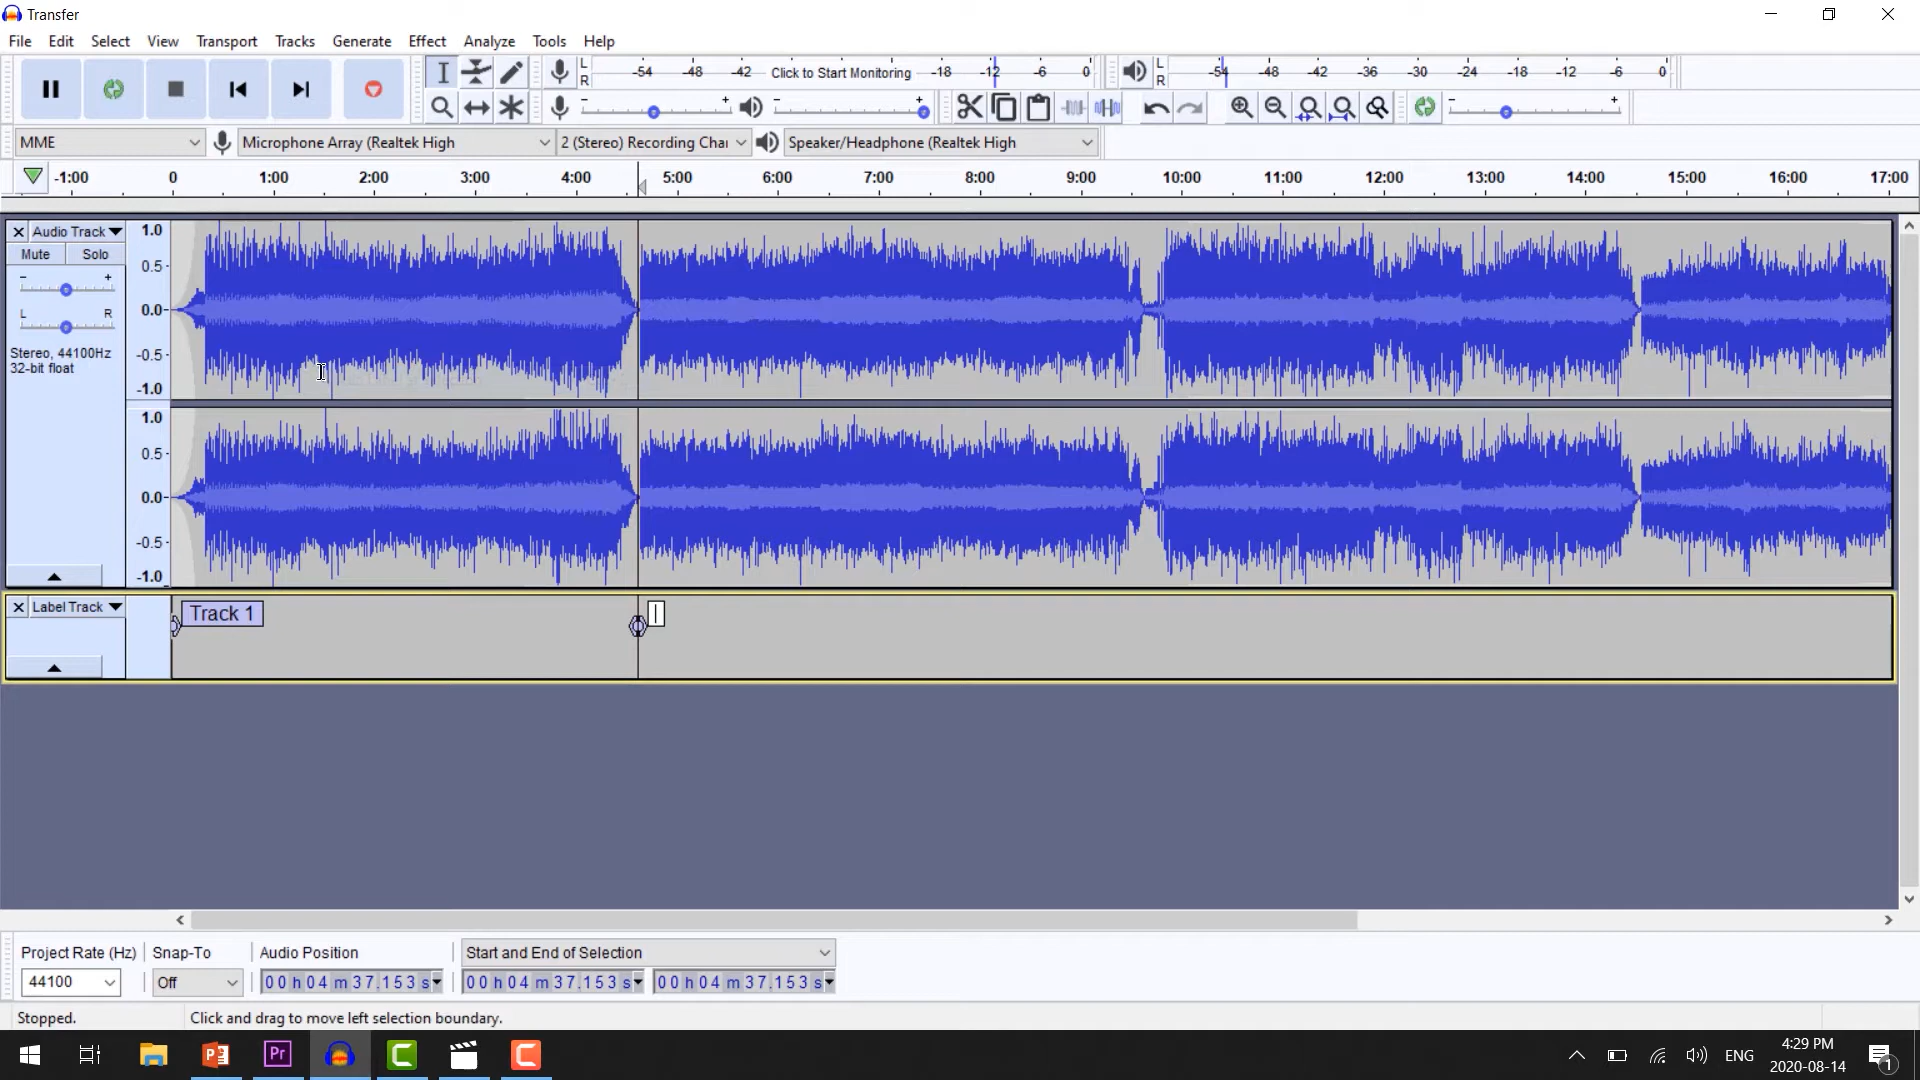 Transfer
File Edit Select View Transport Tracks Generate Effect Analyze Tools Help
L R -54 -48 -42 Click to Start Monitoring -18 -12 -6 0 L R -54 -48 -42 -36 -30 -24 -18 -12 -6 0
- + - + - +
MME Microphone Array (Realtek High 2 (Stereo) Recording Chai Speaker/Headphone (Realtek High
-1:00 0 1:00 2:00 3:00 4:00 5:00 6:00 7:00 8:00 9:00 10:00 11:00 12:00 13:00 14:00 15:00 16:00 17:00
Audio Track 1.0
Mute Solo
- + 0.5
L R 0.0
Stereo, 44100Hz -0.5
32-bit float
-1.0
1.0
0.5
0.0
-0.5
-1.0
Label Track Track 1
Project Rate (Hz) Snap-To Audio Position Start and End of Selection
44100 Off 00 h 04 m 37.153 s 00 h 04 m 37.153 s 00 h 04 m 37.153 s
Stopped. Click and drag to move left selection boundary.
P Pr C C ENG 4:29 PM
2020-08-14 1